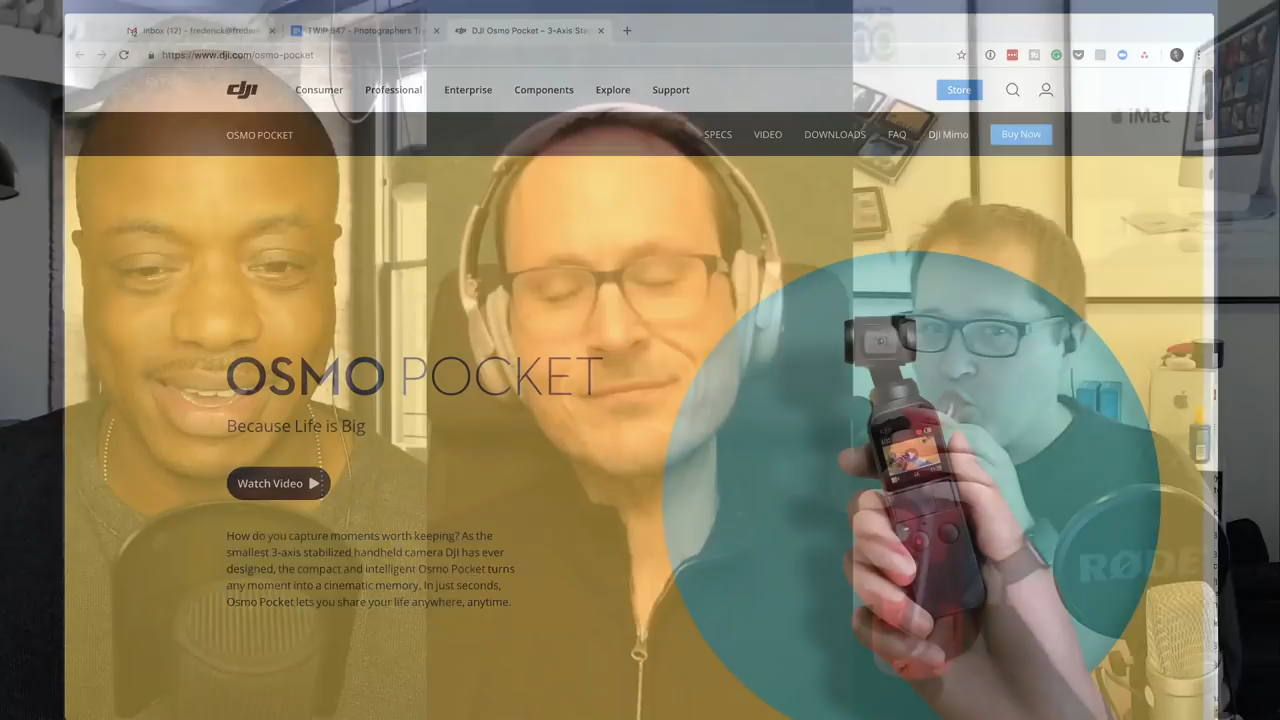 Inbox (12) - frederick@freder
TWIP 547 - Photographers Tr
DJI Osmo Pocket – 3-Axis Sta
https://www.dji.com/osmo-pocket
dji
Consumer
Professional
Enterprise
Components
Explore
Support
Store
iMac
OSMO POCKET
SPECS
VIDEO
DOWNLOADS
FAQ
DJI Mimo
Buy Now
OSMO POCKET
Because Life is Big
Watch Video
How do you capture moments worth keeping? As the
smallest 3-axis stabilized handheld camera DJI has ever
designed, the compact and intelligent Osmo Pocket turns
any moment into a cinematic memory. In just seconds,
Osmo Pocket lets you share your life anywhere, anytime.
RØDE